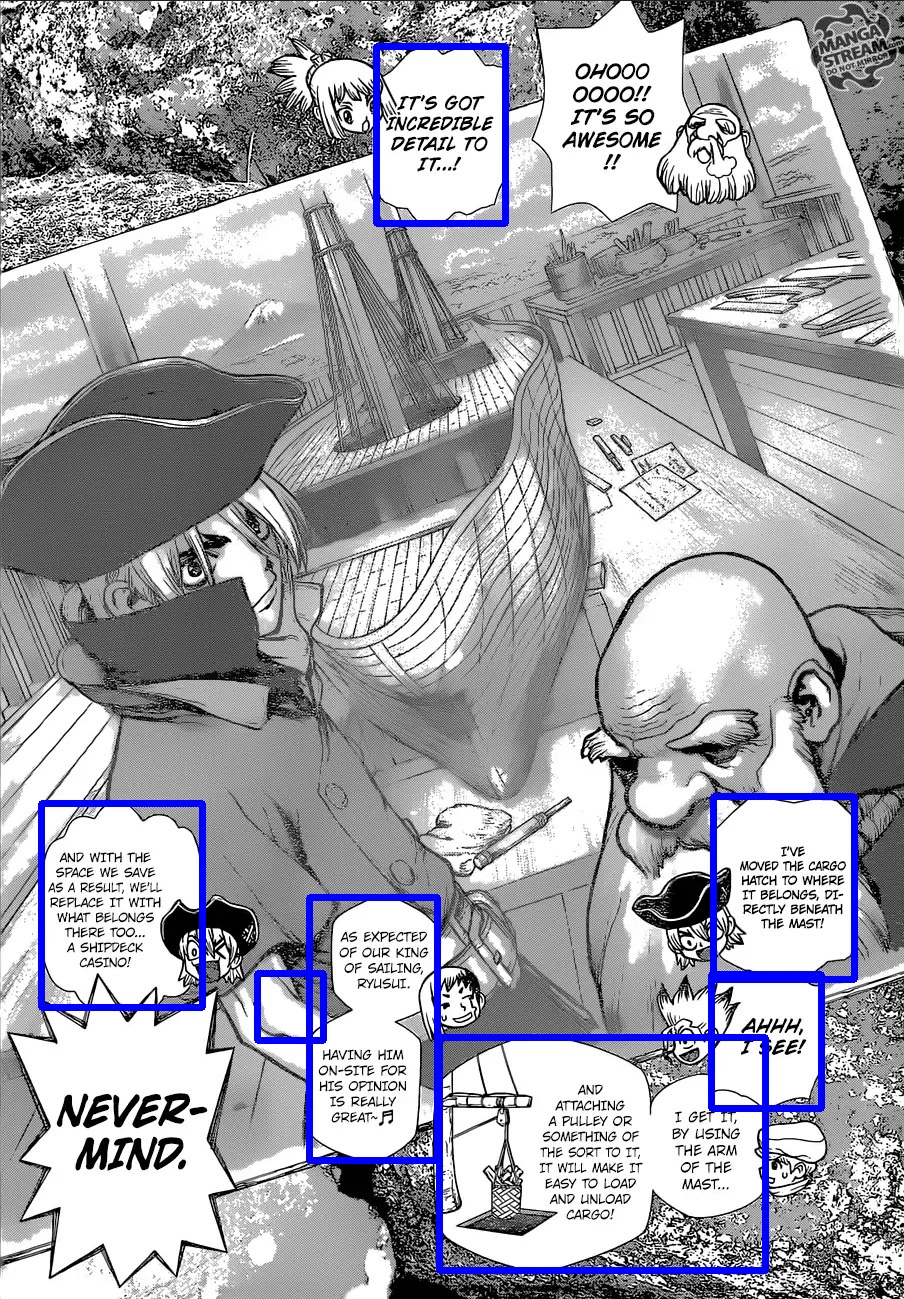 MANGA
STREAM.COM
DO NOT MIRROR
OHOOO
OOOO!!
IT'S SO
AWESOME
!!
IT'S GOT
INCREDIBLE
DETAIL TO
IT...!
I'VE
MOVED THE CARGO
HATCH TO WHERE
IT BELONGS, DI-
RECTLY BENEATH
THE MAST!
AHHH,
I SEE!
I GET IT,
BY USING
THE ARM
OF THE
MAST...
AND
ATTACHING
A PULLEY OR
SOMETHING OF
THE SORT TO IT,
IT WILL MAKE IT
EASY TO LOAD
AND UNLOAD
CARGO!
AS EXPECTED
OF OUR KING
OF SAILING,
RYUSUI.
HAVING HIM
ON-SITE FOR
HIS OPINION
IS REALLY
GREAT~♫
AND WITH THE
SPACE WE SAVE
AS A RESULT, WE'LL
REPLACE IT WITH
WHAT BELONGS
THERE TOO...
A SHIPDECK
CASINO!
NEVER-
MIND.